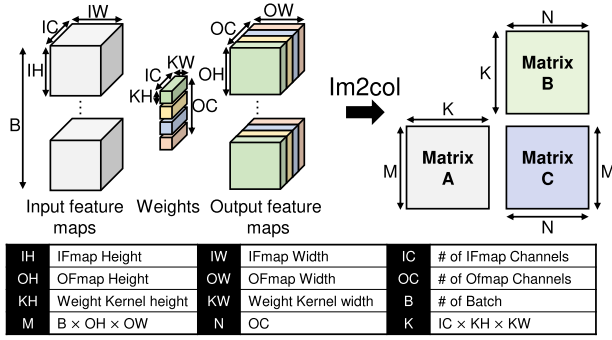 IC IW
IH
B
Input feature maps
IC KW
KH
OC
Weights
OC OW
OH
Output feature maps
Im2col
N
K
Matrix B
K
M
Matrix A
Matrix C
M
N
IH IFmap Height IW IFmap Width IC # of IFmap Channels
OH OFmap Height OW OFmap Width OC # of Ofmap Channels
KH Weight Kernel height KW Weight Kernel width B # of Batch
M B × OH × OW N OC K IC × KH × KW